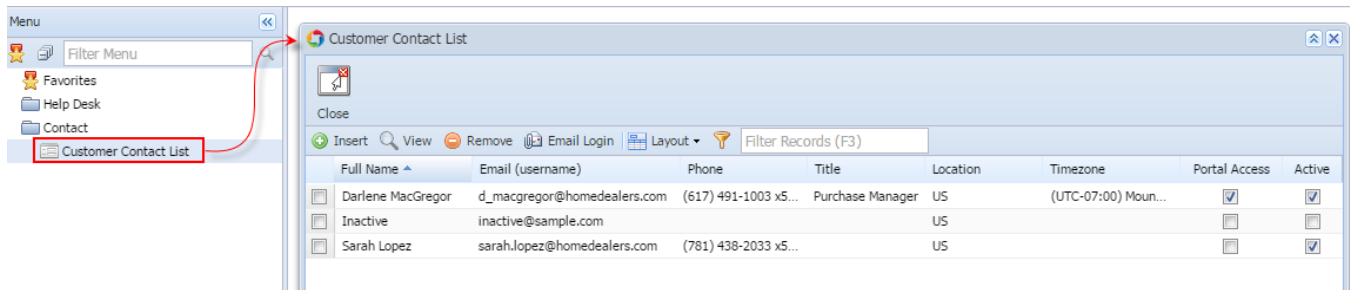 Menu
Filter Menu
Favorites
Help Desk
Contact
Customer Contact List
Customer Contact List
Close
Insert View Remove Email Login Layout Filter Records (F3)
Full Name Email (username) Phone Title Location Timezone Portal Access Active
Darlene MacGregor d_macgregor@homedealers.com (617) 491-1003 x5... Purchase Manager US (UTC-07:00) Moun...
Inactive inactive@sample.com US
Sarah Lopez sarah.lopez@homedealers.com (781) 438-2033 x5... US